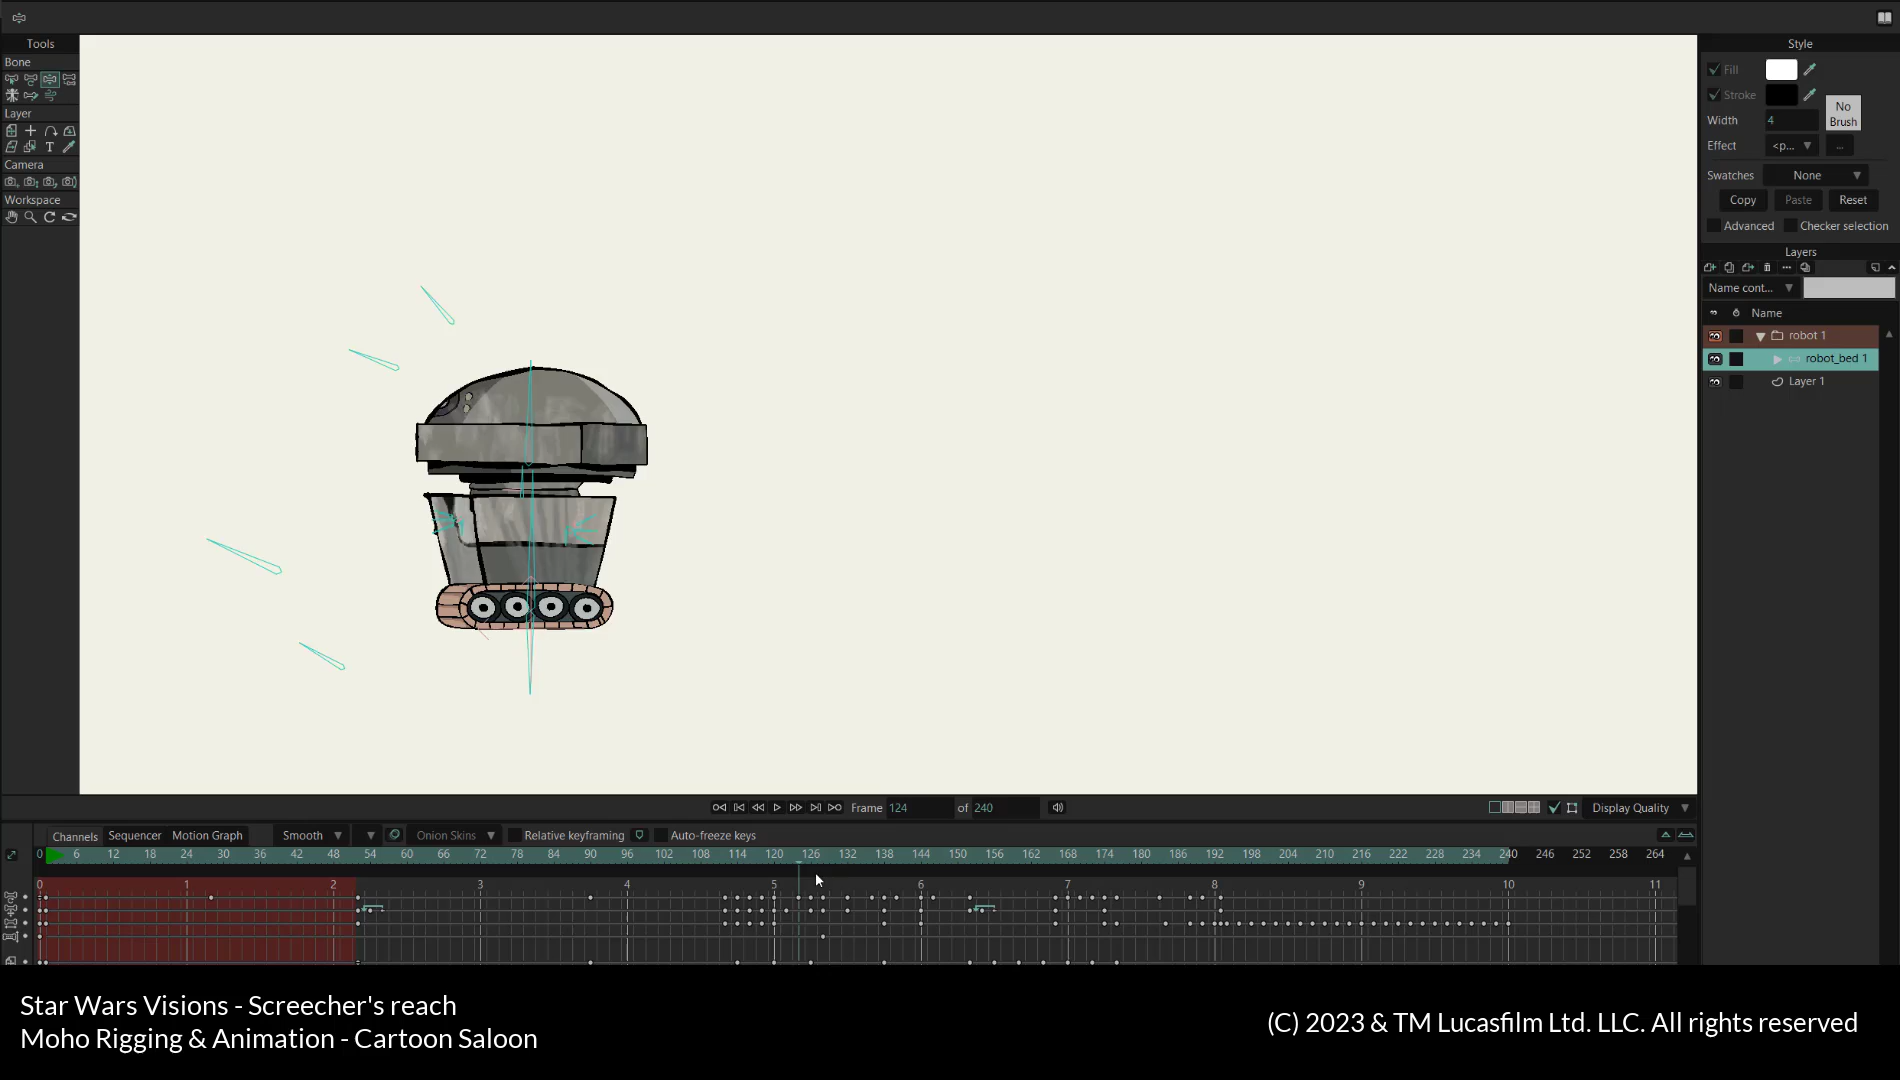 Tools
Style
Bone
Fill
Stroke
Layer
No
Brush
Width 4
Effect <p... ...
Camera
Swatches None
Workspace
Copy Paste Reset
Advanced Checker selection
Layers
Name cont...
Name
robot 1
robot_bed 1
Layer 1
T
Frame 124 of 240
Display Quality
Channels Sequencer Motion Graph Smooth Onion Skins Relative keyframing Auto-freeze keys
0 6 12 18 24 30 36 42 48 54 60 66 72 78 84 90 96 102 108 114 120 126 132 138 144 150 156 162 168 174 180 186 192 198 204 210 216 222 228 234 240 246 252 258 264
0 1 2 3 4 5 6 7 8 9 10 11
Star Wars Visions - Screecher's reach
Moho Rigging & Animation - Cartoon Saloon
(C) 2023 & TM Lucasfilm Ltd. LLC. All rights reserved